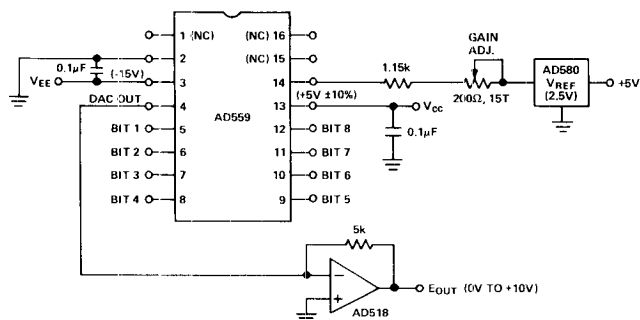 1 (NC)
(NC) 16
2
(NC) 15
0.1μF
(-15V)
VEE
3
14
1.15k
GAIN
ADJ.
200Ω, 15T
AD580
VREF
(2.5V)
+5V
DAC OUT
4
(+5V ±10%)
13
VCC
0.1μF
AD559
BIT 1
5
12
BIT 8
BIT 2
6
11
BIT 7
BIT 3
7
10
BIT 6
BIT 4
8
9
BIT 5
5k
−
+
AD518
EOUT (0V TO +10V)